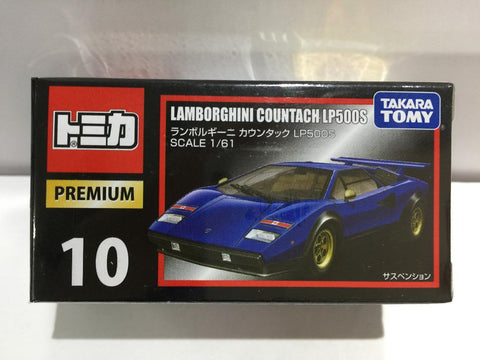 トミカ
PREMIUM
10
LAMBORGHINI COUNTACH LP500S
ランボルギーニ カウンタック LP500S
SCALE 1/61
TAKARA
TOMY
サスペンション